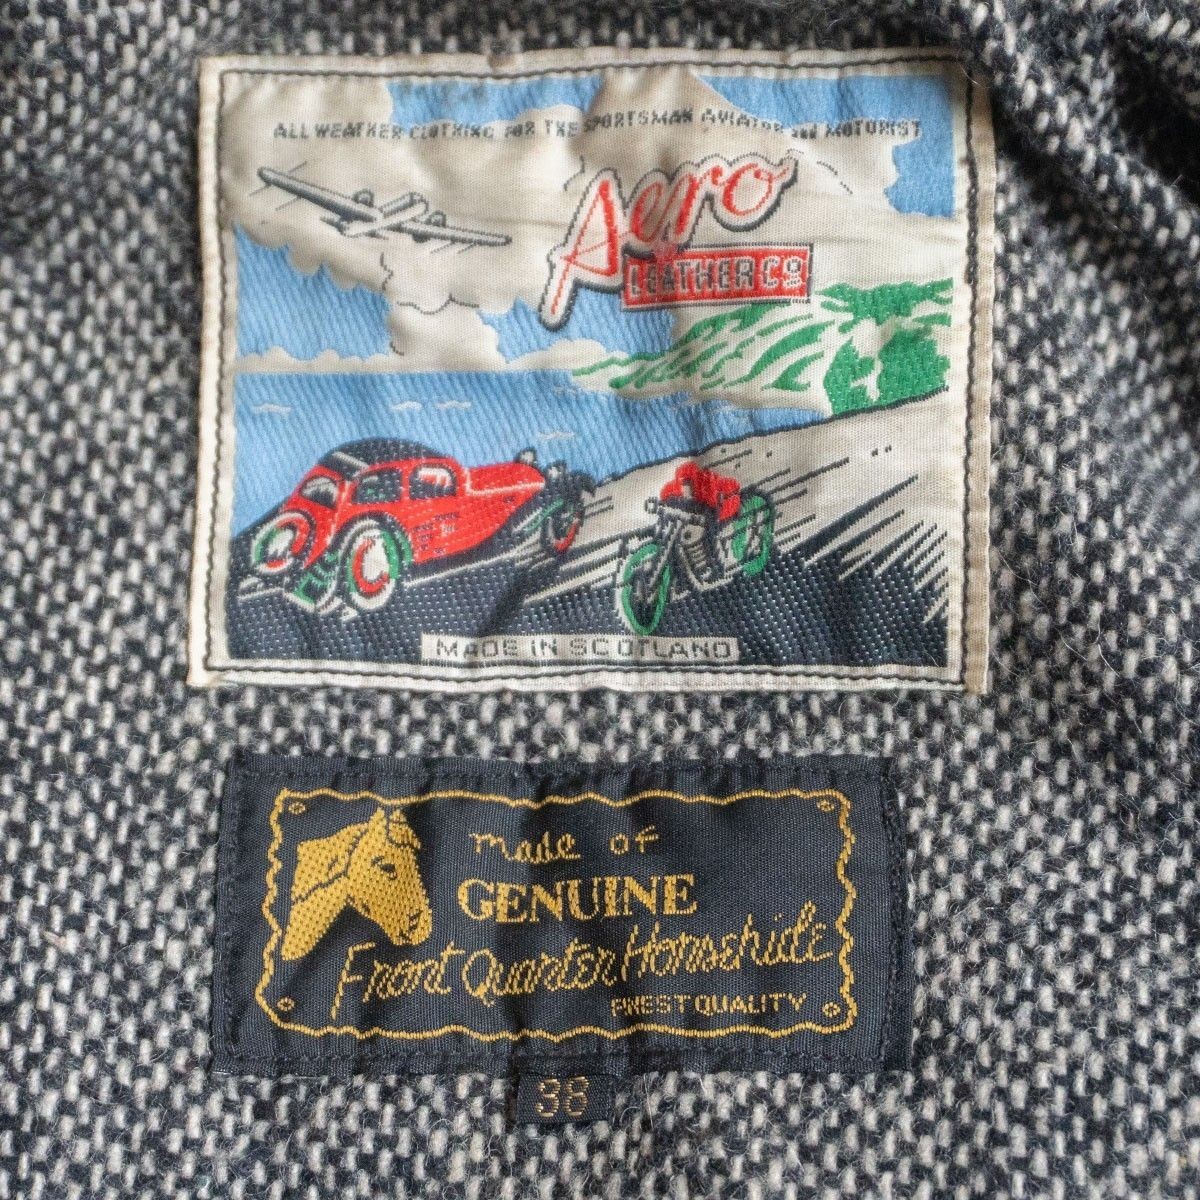 ALL WEATHER CLOTHING FOR THE SPORTSMAN AVIATOR and MOTORIST
Aero
LEATHER Co
MADE IN SCOTLAND
made of
GENUINE
Front Quarter Horsehide
FINEST QUALITY
38